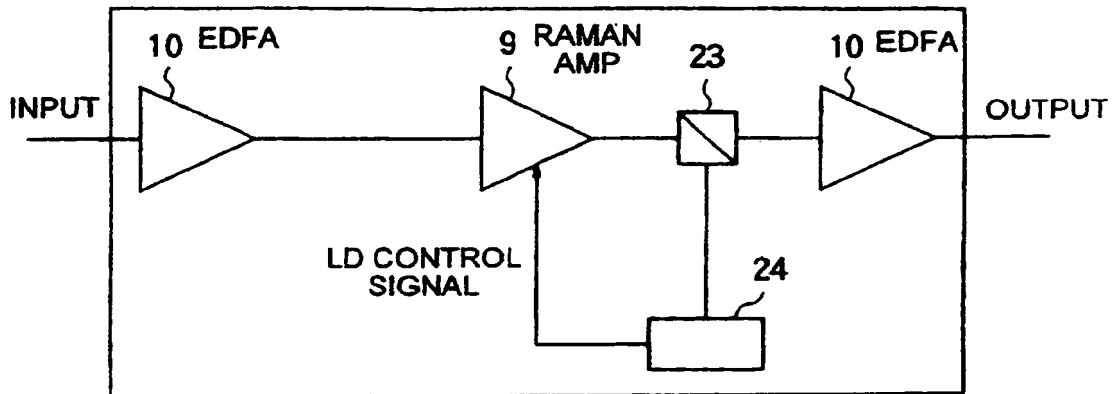 10 EDFA
9 RAMAN
AMP
23
10 EDFA
INPUT
OUTPUT
LD CONTROL
SIGNAL
24